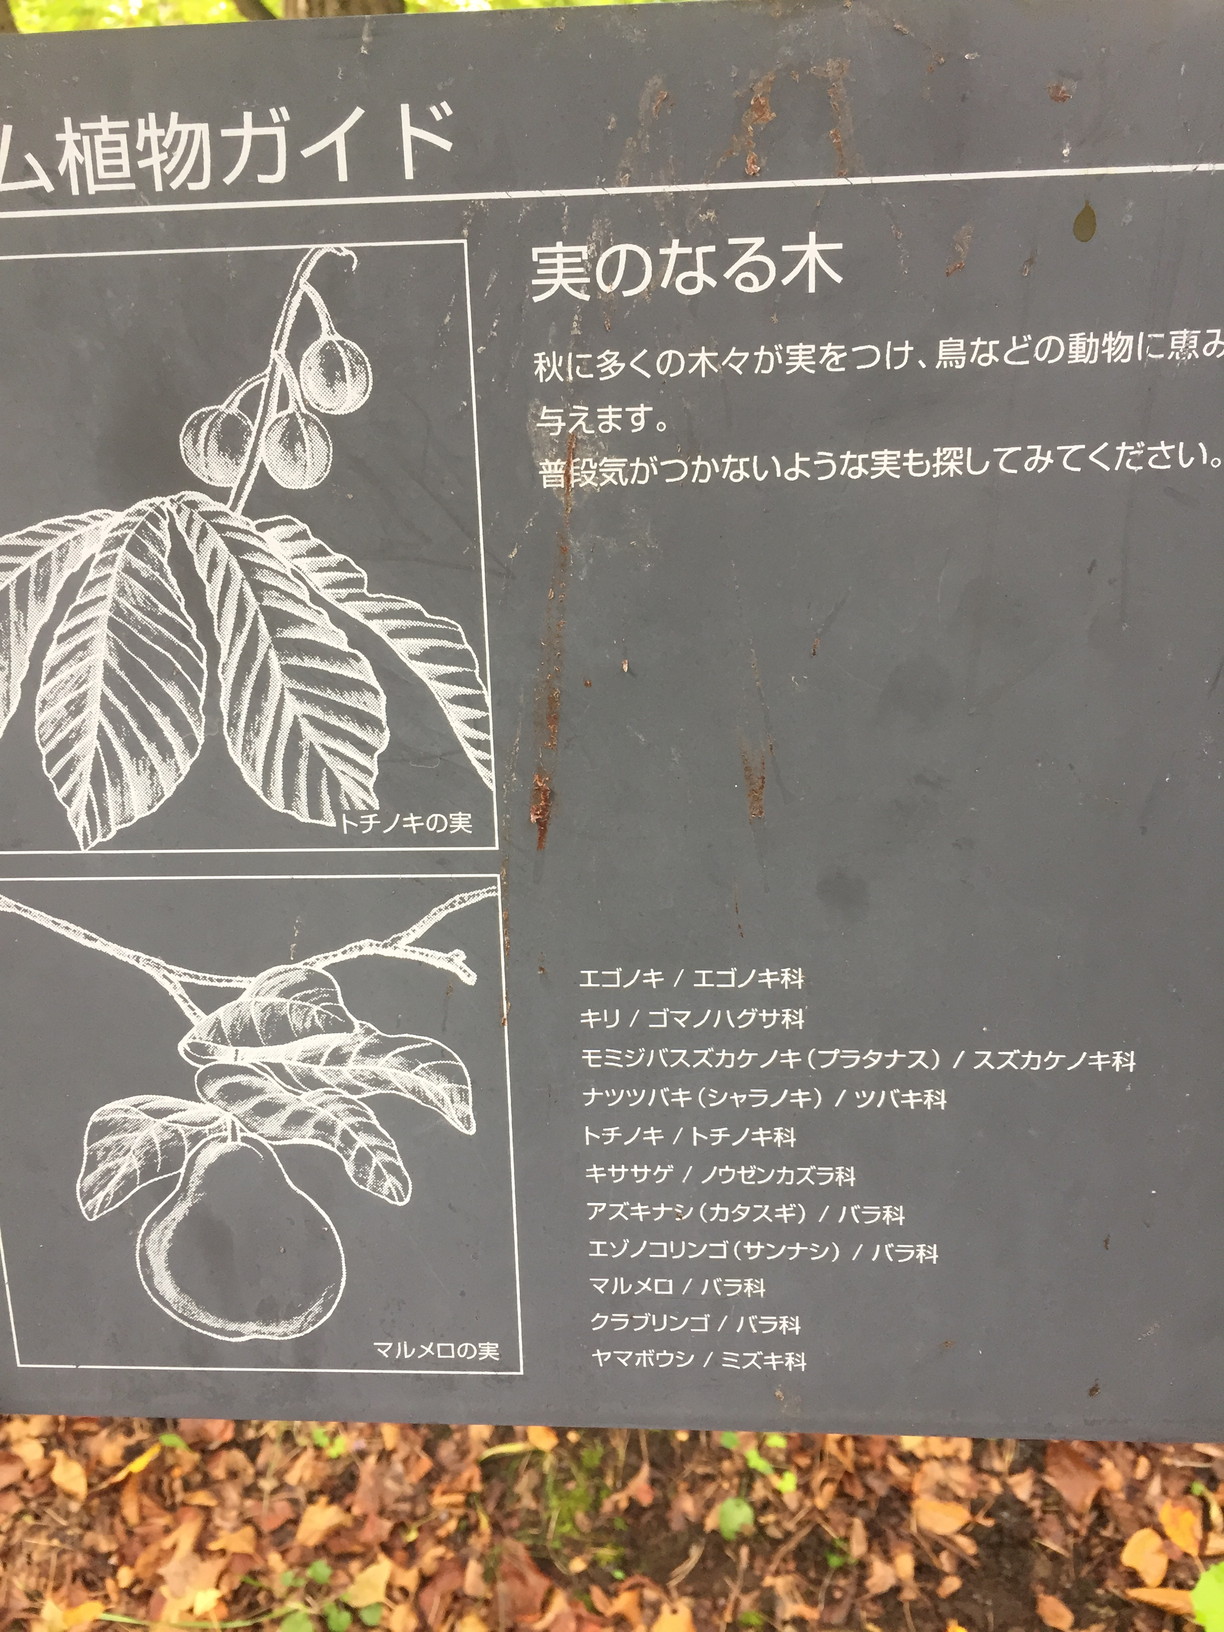 ム植物ガイド
実のなる木
秋に多くの木々が実をつけ、鳥などの動物に恵み
与えます。
普段気がつかないような実も探してみてください。
トチノキの実
マルメロの実
エゴノキ / エゴノキ科
キリ / ゴマノハグサ科
モミジバスズカケノキ(プラタナス) / スズカケノキ科
ナツツバキ(シャラノキ) / ツバキ科
トチノキ / トチノキ科
キササゲ / ノウゼンカズラ科
アズキナシ(カタスギ) / バラ科
エゾノコリンゴ(サンナシ) / バラ科
マルメロ / バラ科
クラブリンゴ / バラ科
ヤマボウシ / ミズキ科